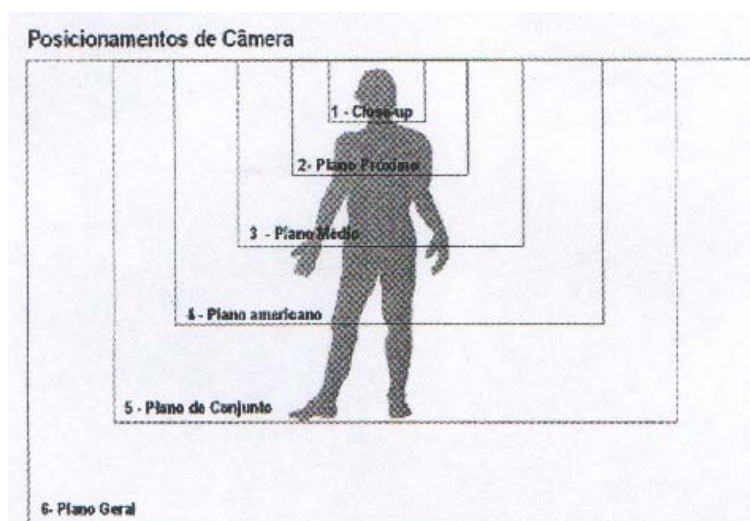 Posicionamentos de Câmera
1 - Close-up
2- Plano Próximo
3 - Plano Médio
4 - Plano americano
5 - Plano de Conjunto
6- Plano Geral